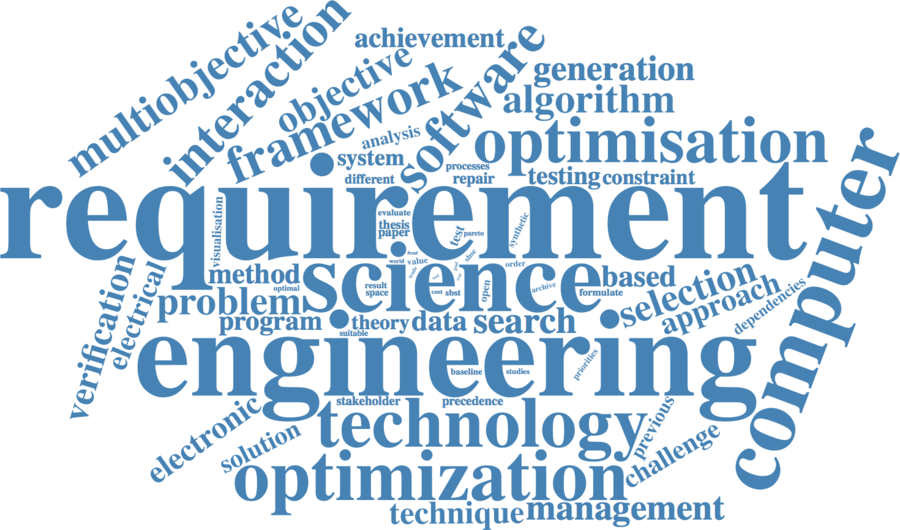 achievement
multiobjective
interaction
objective
framework
software
generation
algorithm
analysis
optimisation
system
processes
different
repair
testing
constraint
requirement
computer
visualisation
evaluate
thesis
paper
test
pareto
synthetic
front
world
value
order
method
optimal
science
based
result
space
cost
sbst
open
archive
formulate
selection
approach
dependencies
verification
electrical
problem
program
theory
suitable
data
search
engineering
baseline
studies
priorities
stakeholder
precedence
technology
previous
electronic
solution
challenge
optimization
technique
management